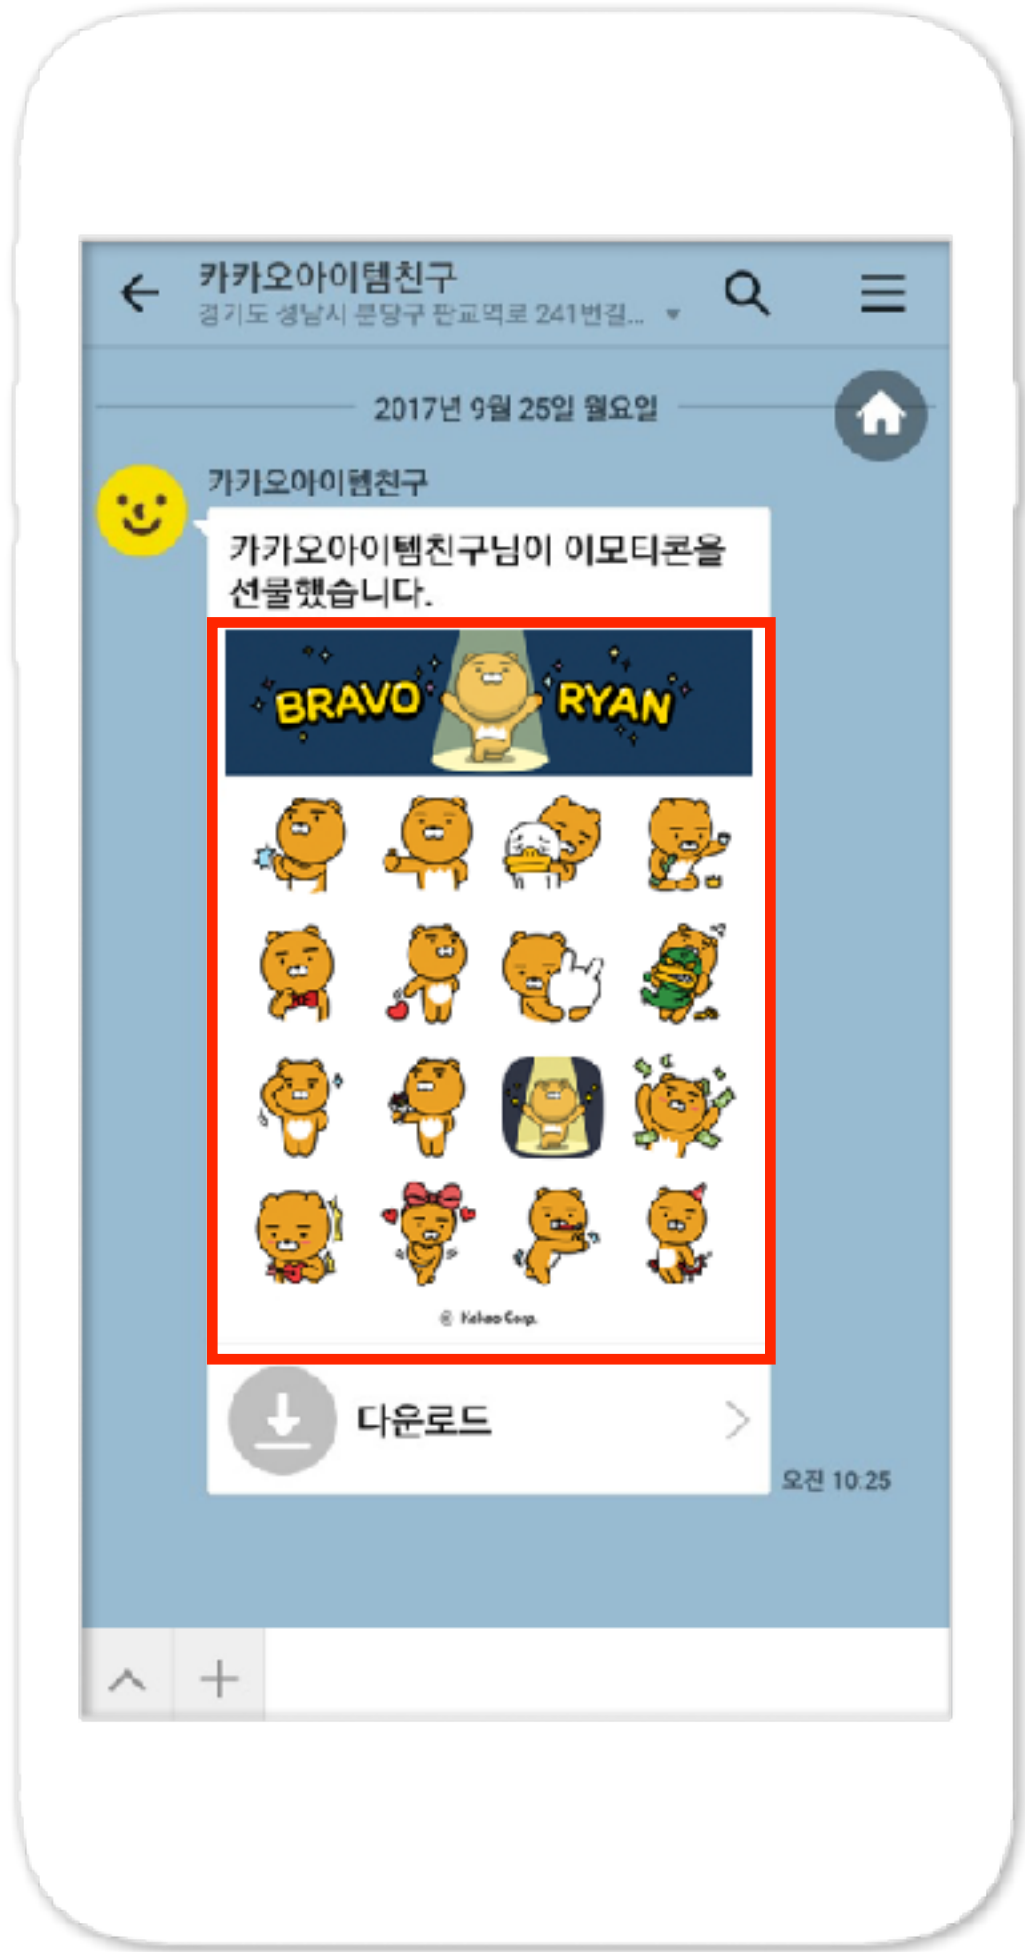 카카오아이템친구
경기도 성남시 분당구 판교역로 241번길...
2017년 9월 25일 월요일
카카오아이템친구
카카오아이템친구님이 이모티콘을
선물했습니다.
BRAVO RYAN
© Kakao Corp.
다운로드
오전 10:25